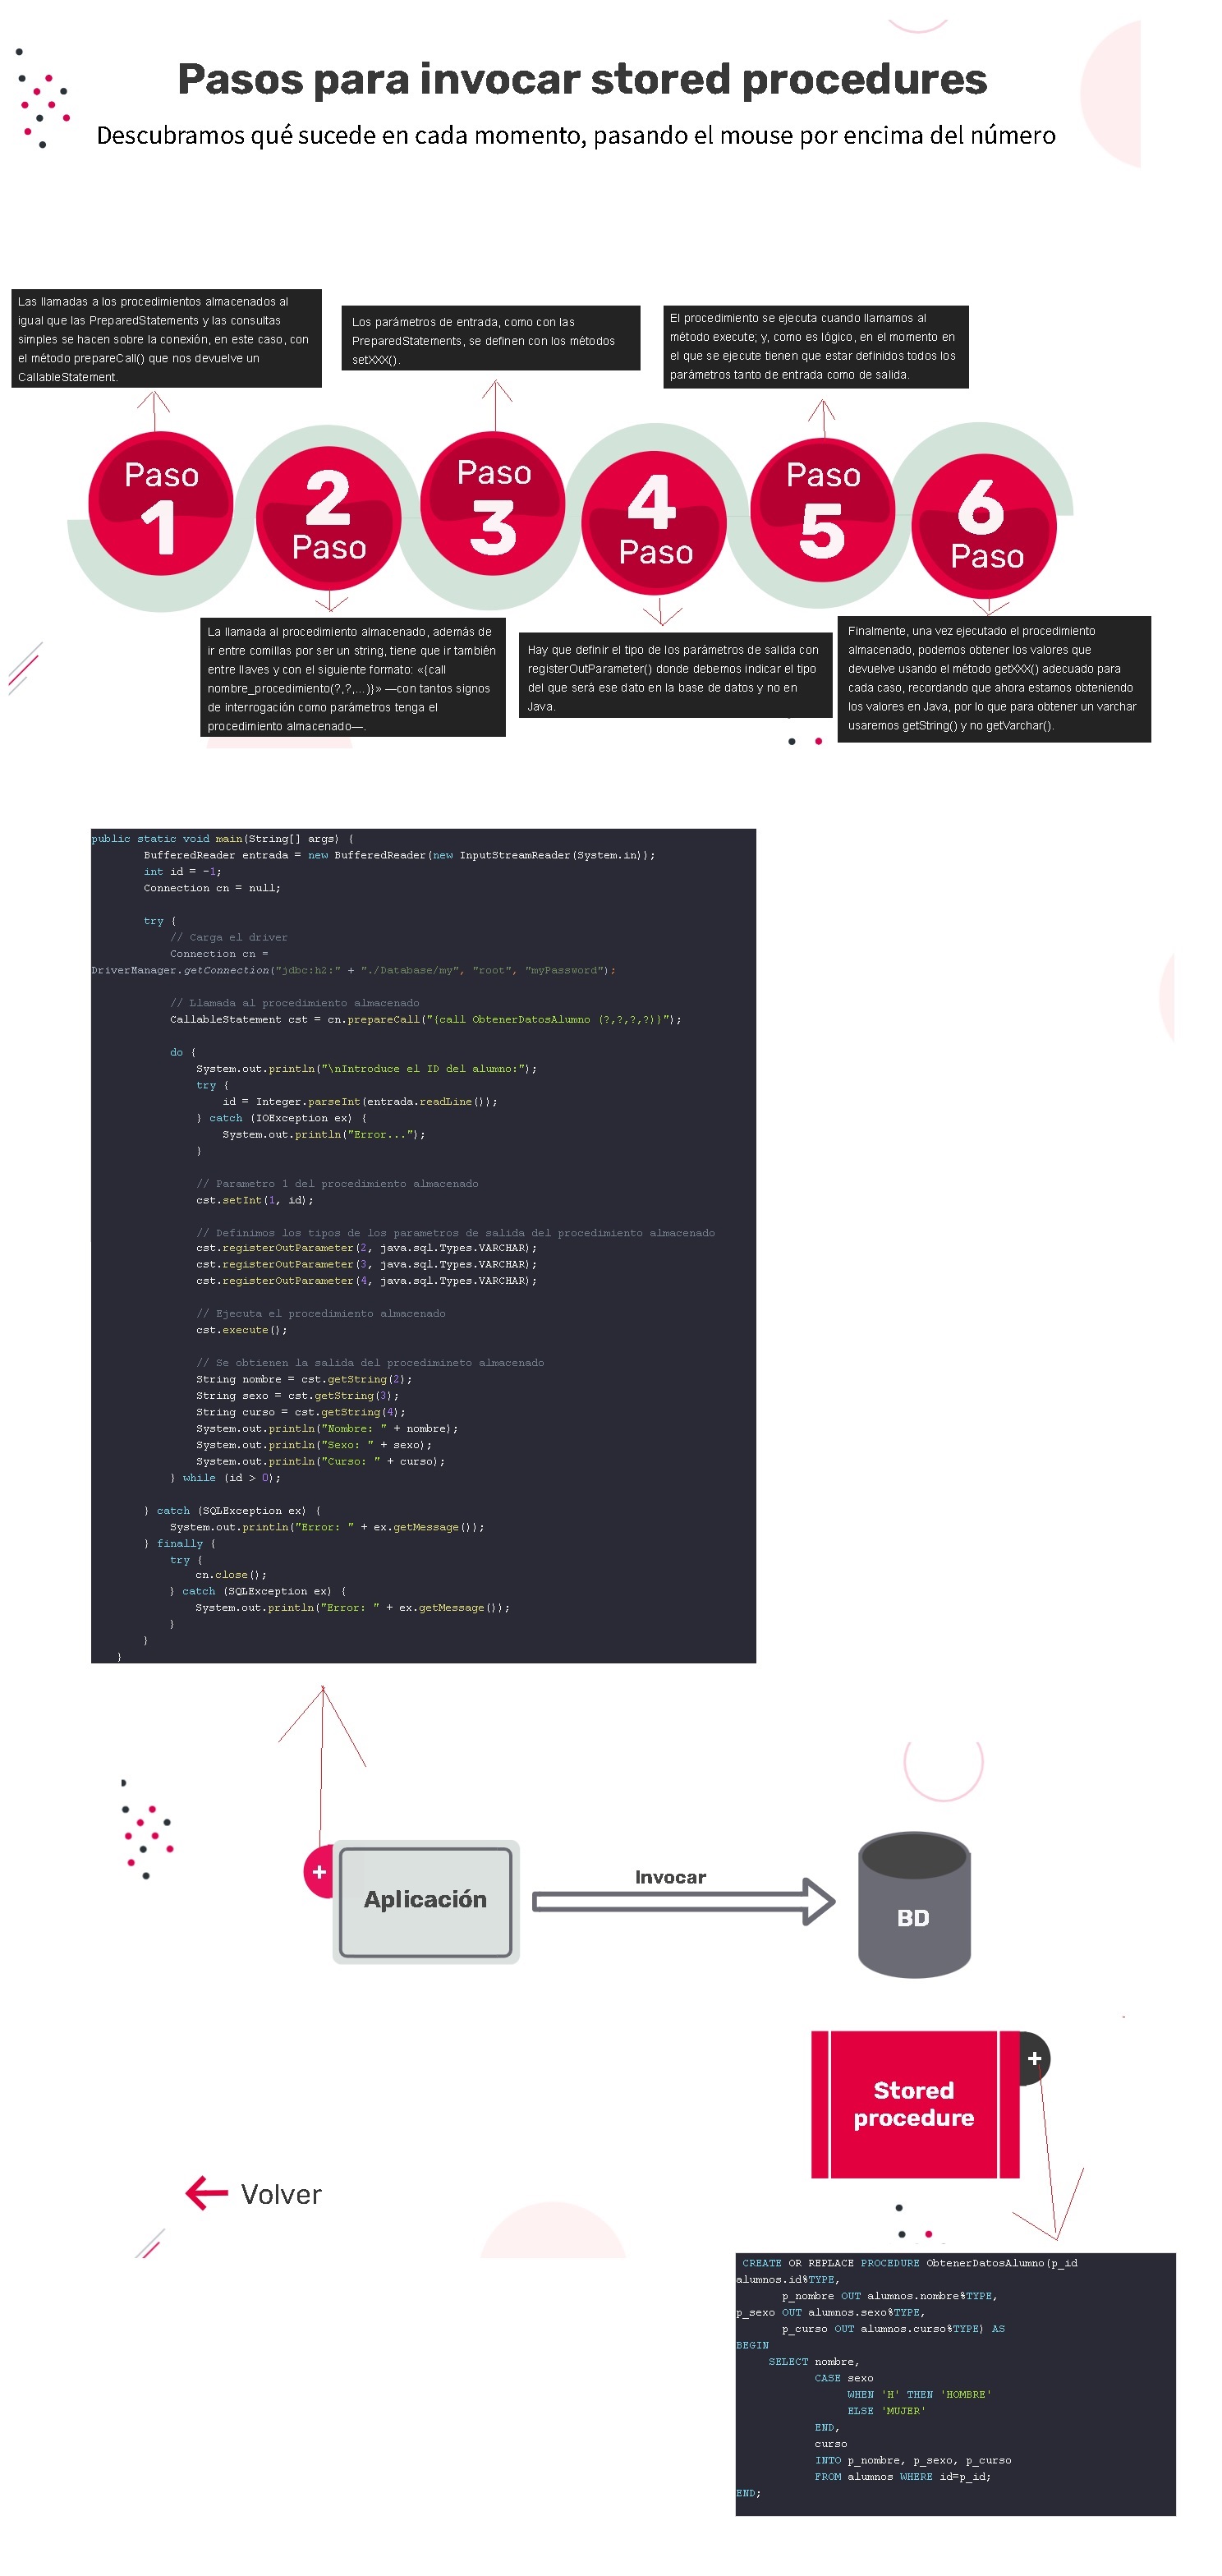 Pasos para invocar stored procedures
Descubramos qué sucede en cada momento, pasando el mouse por encima del número
Las llamadas a los procedimientos almacenados al
igual que las PreparedStatements y las consultas
simples se hacen sobre la conexión, en este caso, con
el método prepareCall() que nos devuelve un
CallableStatement.
Los parámetros de entrada, como con las
PreparedStatements, se definen con los métodos
setXXX().
El procedimiento se ejecuta cuando llamamos al
método execute; y, como es lógico, en el momento en
el que se ejecute tienen que estar definidos todos los
parámetros tanto de entrada como de salida.
Paso
1
2
Paso
Paso
3
4
Paso
Paso
5
6
Paso
La llamada al procedimiento almacenado, además de
ir entre comillas por ser un string, tiene que ir también
entre llaves y con el siguiente formato: «{call
nombre_procedimiento(?,?,...)}» —con tantos signos
de interrogación como parámetros tenga el
procedimiento almacenado—.
Hay que definir el tipo de los parámetros de salida con
registerOutParameter() donde debemos indicar el tipo
del que será ese dato en la base de datos y no en
Java.
Finalmente, una vez ejecutado el procedimiento
almacenado, podemos obtener los valores que
devuelve usando el método getXXX() adecuado para
cada caso, recordando que ahora estamos obteniendo
los valores en Java, por lo que para obtener un varchar
usaremos getString() y no getVarchar().
public static void main(String[] args) {
BufferedReader entrada = new BufferedReader(new InputStreamReader(System.in));
int id = -1;
Connection cn = null;
try {
// Carga el driver
Connection cn =
DriverManager.getConnection("jdbc:h2:" + "./Database/my", "root", "myPassword");
// Llamada al procedimiento almacenado
CallableStatement cst = cn.prepareCall("{call ObtenerDatosAlumno (?,?,?,?)}");
do {
System.out.println("\nIntroduce el ID del alumno:");
try {
id = Integer.parseInt(entrada.readLine());
} catch (IOException ex) {
System.out.println("Error...");
}
// Parametro 1 del procedimiento almacenado
cst.setInt(1, id);
// Definimos los tipos de los parametros de salida del procedimiento almacenado
cst.registerOutParameter(2, java.sql.Types.VARCHAR);
cst.registerOutParameter(3, java.sql.Types.VARCHAR);
cst.registerOutParameter(4, java.sql.Types.VARCHAR);
// Ejecuta el procedimiento almacenado
cst.execute();
// Se obtienen la salida del procedimineto almacenado
String nombre = cst.getString(2);
String sexo = cst.getString(3);
String curso = cst.getString(4);
System.out.println("Nombre: " + nombre);
System.out.println("Sexo: " + sexo);
System.out.println("Curso: " + curso);
} while (id > 0);
} catch (SQLException ex) {
System.out.println("Error: " + ex.getMessage());
} finally {
try {
cn.close();
} catch (SQLException ex) {
System.out.println("Error: " + ex.getMessage());
}
}
}
+
Aplicación
Invocar
BD
+
Stored
procedure
Volver
CREATE OR REPLACE PROCEDURE ObtenerDatosAlumno(p_id
alumnos.id%TYPE,
p_nombre OUT alumnos.nombre%TYPE,
p_sexo OUT alumnos.sexo%TYPE,
p_curso OUT alumnos.curso%TYPE) AS
BEGIN
SELECT nombre,
CASE sexo
WHEN 'H' THEN 'HOMBRE'
ELSE 'MUJER'
END,
curso
INTO p_nombre, p_sexo, p_curso
FROM alumnos WHERE id=p_id;
END;